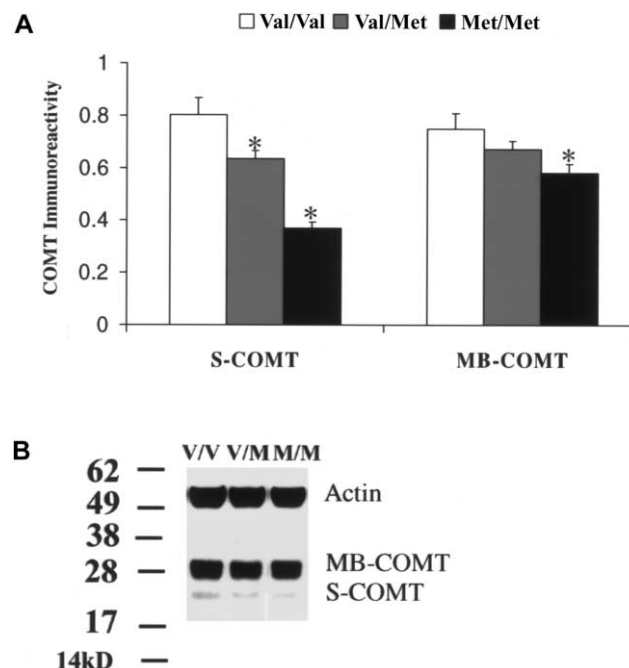 A
Val/Val Val/Met Met/Met
COMT Immunoreactivity
1
0.8
0.6
0.4
0.2
0
* * *
S-COMT MB-COMT
B
V/V V/M M/M
62
49
38
28
17
14kD
Actin
MB-COMT
S-COMT